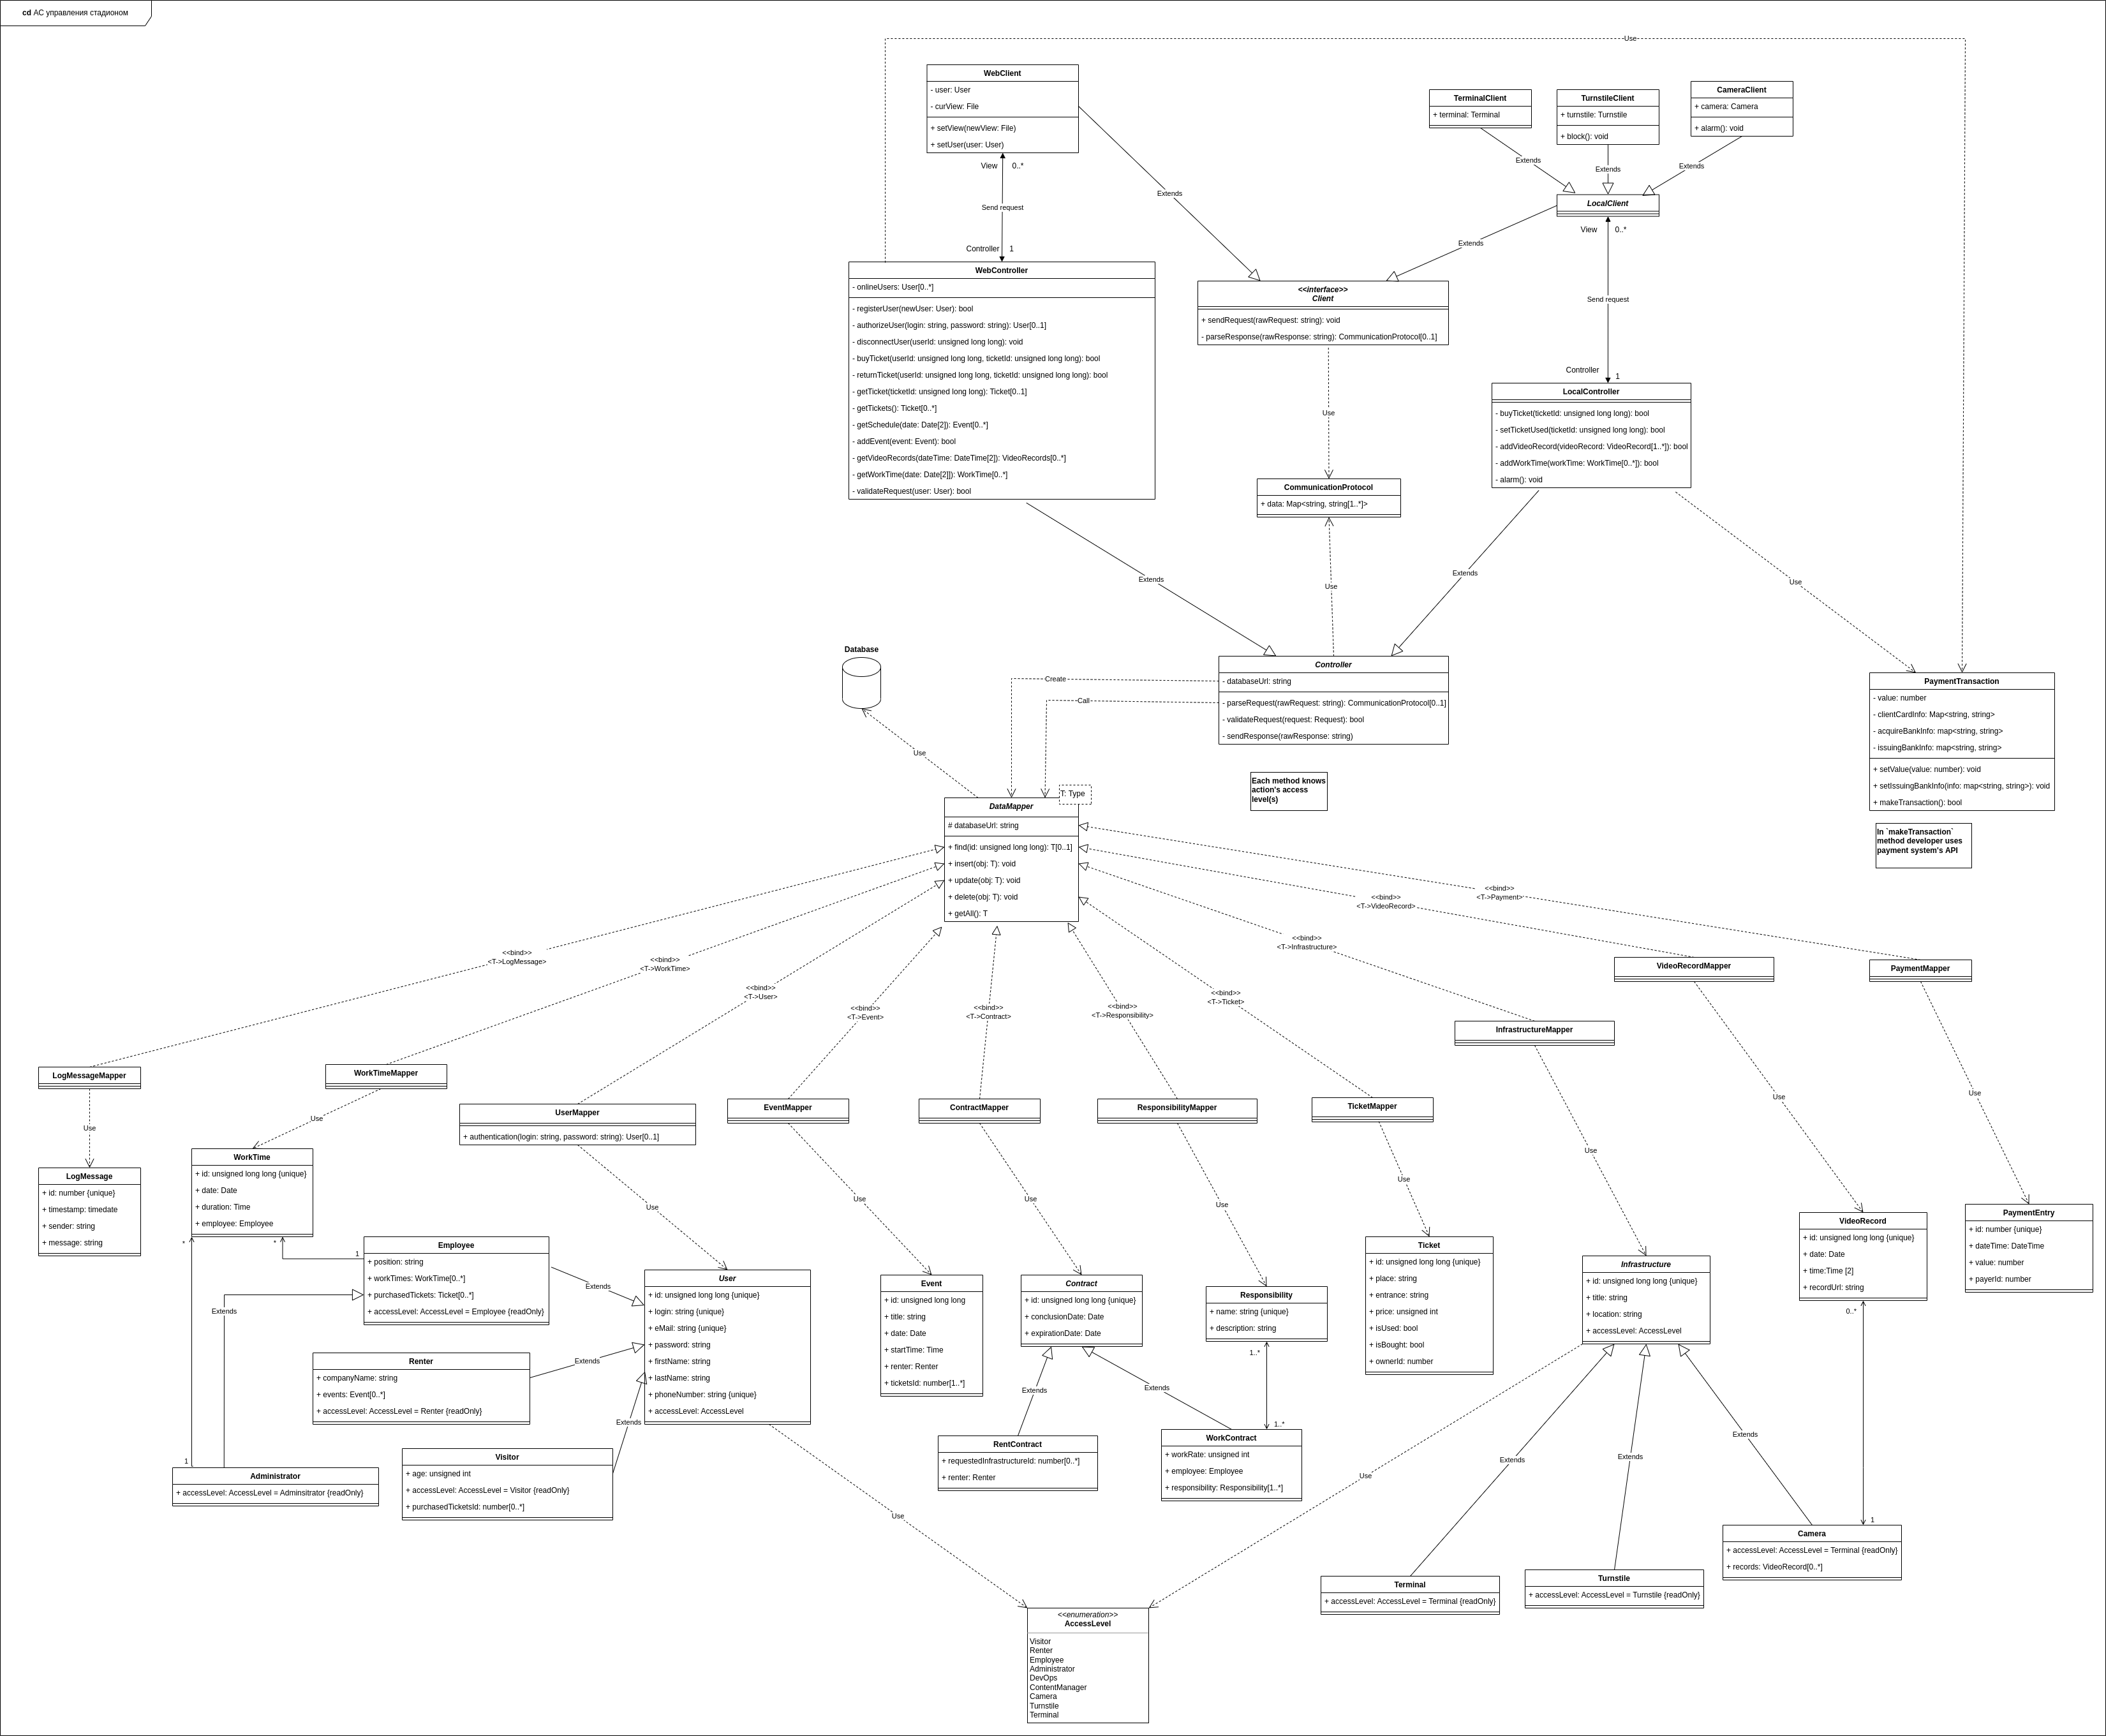 cd АС управления стадионом
Use
WebClient
- user: User
- curView: File
+ setView(newView: File)
+ setUser(user: User)
TerminalClient
+ terminal: Terminal
TurnstileClient
+ turnstile: Turnstile
+ block(): void
CameraClient
+ camera: Camera
+ alarm(): void
Extends
Extends
Extends
View
0..*
Send request
Controller
1
Extends
LocalClient
View
0..*
Extends
Send request
Controller
1
WebController
- onlineUsers: User[0..*]
- registerUser(newUser: User): bool
- authorizeUser(login: string, password: string): User[0..1]
- disconnectUser(userId: unsigned long long): void
- buyTicket(userId: unsigned long long, ticketId: unsigned long long): bool
- returnTicket(userId: unsigned long long, ticketId: unsigned long long): bool
- getTicket(ticketId: unsigned long long): Ticket[0..1]
- getTickets(): Ticket[0..*]
- getSchedule(date: Date[2]): Event[0..*]
- addEvent(event: Event): bool
- getVideoRecords(dateTime: DateTime[2]): VideoRecords[0..*]
- getWorkTime(date: Date[2]]): WorkTime[0..*]
- validateRequest(user: User): bool
<<interface>>
Client
+ sendRequest(rawRequest: string): void
- parseResponse(rawResponse: string): CommunicationProtocol[0..1]
Use
LocalController
- buyTicket(ticketId: unsigned long long): bool
- setTicketUsed(ticketId: unsigned long long): bool
- addVideoRecord(videoRecord: VideoRecord[1..*]): bool
- addWorkTime(workTime: WorkTime[0..*]): bool
- alarm(): void
CommunicationProtocol
+ data: Map<string, string[1..*]>
Extends
Use
Extends
Use
Database
Controller
- databaseUrl: string
- parseRequest(rawRequest: string): CommunicationProtocol[0..1]
- validateRequest(request: Request): bool
- sendResponse(rawResponse: string)
Create
Call
Use
Each method knows
action's access
level(s)
PaymentTransaction
- value: number
- clientCardInfo: Map<string, string>
- acquireBankInfo: map<string, string>
- issuingBankInfo: map<string, string>
+ setValue(value: number): void
+ setIssuingBankInfo(info: map<string, string>): void
+ makeTransaction(): bool
In `makeTransaction`
method developer uses
payment system's API
T: Type
DataMapper
# databaseUrl: string
+ find(id: unsigned long long): T[0..1]
+ insert(obj: T): void
+ update(obj: T): void
+ delete(obj: T): void
+ getAll(): T
<<bind>>
<T->LogMessage>
<<bind>>
<T->WorkTime>
<<bind>>
<T->User>
<<bind>>
<T->Event>
<<bind>>
<T->Contract>
<<bind>>
<T->Responsibility>
<<bind>>
<T->Ticket>
<<bind>>
<T->Infrastructure>
<<bind>>
<T->VideoRecord>
<<bind>>
<T->Payment>
LogMessageMapper
WorkTimeMapper
UserMapper
+ authentication(login: string, password: string): User[0..1]
EventMapper
ContractMapper
ResponsibilityMapper
TicketMapper
InfrastructureMapper
VideoRecordMapper
PaymentMapper
Use
Use
Use
Use
Use
Use
Use
Use
Use
Use
LogMessage
+ id: number {unique}
+ timestamp: timedate
+ sender: string
+ message: string
WorkTime
+ id: unsigned long long {unique}
+ date: Date
+ duration: Time
+ employee: Employee
*
*
1
Employee
+ position: string
+ workTimes: WorkTime[0..*]
+ purchasedTickets: Ticket[0..*]
+ accessLevel: AccessLevel = Employee {readOnly}
Extends
Extends
Renter
+ companyName: string
+ events: Event[0..*]
+ accessLevel: AccessLevel = Renter {readOnly}
Extends
Visitor
+ age: unsigned int
+ accessLevel: AccessLevel = Visitor {readOnly}
+ purchasedTicketsId: number[0..*]
Extends
1
Administrator
+ accessLevel: AccessLevel = Adminsitrator {readOnly}
User
+ id: unsigned long long {unique}
+ login: string {unique}
+ eMail: string {unique}
+ password: string
+ firstName: string
+ lastName: string
+ phoneNumber: string {unique}
+ accessLevel: AccessLevel
Use
Event
+ id: unsigned long long
+ title: string
+ date: Date
+ startTime: Time
+ renter: Renter
+ ticketsId: number[1..*]
Contract
+ id: unsigned long long {unique}
+ conclusionDate: Date
+ expirationDate: Date
Extends
Extends
RentContract
+ requestedInfrastructureId: number[0..*]
+ renter: Renter
Responsibility
+ name: string {unique}
+ description: string
1..*
1..*
WorkContract
+ workRate: unsigned int
+ employee: Employee
+ responsibility: Responsibility[1..*]
Ticket
+ id: unsigned long long {unique}
+ place: string
+ entrance: string
+ price: unsigned int
+ isUsed: bool
+ isBought: bool
+ ownerId: number
Infrastructure
+ id: unsigned long long {unique}
+ title: string
+ location: string
+ accessLevel: AccessLevel
Use
Extends
Extends
Extends
VideoRecord
+ id: unsigned long long {unique}
+ date: Date
+ time:Time [2]
+ recordUrl: string
0..*
1
PaymentEntry
+ id: number {unique}
+ dateTime: DateTime
+ value: number
+ payerId: number
Camera
+ accessLevel: AccessLevel = Terminal {readOnly}
+ records: VideoRecord[0..*]
Terminal
+ accessLevel: AccessLevel = Terminal {readOnly}
Turnstile
+ accessLevel: AccessLevel = Turnstile {readOnly}
<<enumeration>>
AccessLevel
Visitor
Renter
Employee
Administrator
DevOps
ContentManager
Camera
Turnstile
Terminal